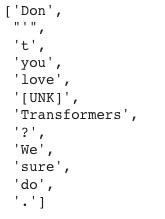 ['Don',
"'",
't',
'you',
'love',
'[UNK]',
'Transformers',
'?',
'We',
'sure',
'do',
'.']